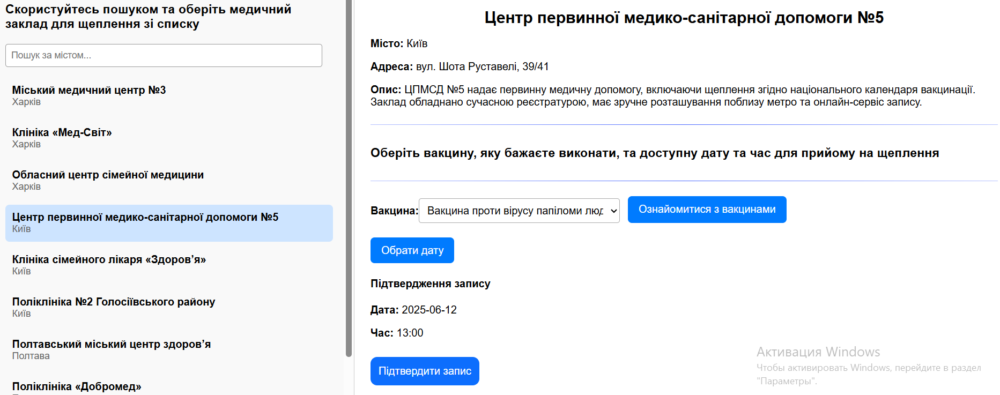 Скористуйтесь пошуком та оберіть медичний
заклад для щеплення зі списку
Пошук за містом...
Міський медичний центр №3
Харків
Клініка «Мед-Світ»
Харків
Обласний центр сімейної медицини
Харків
Центр первинної медико-санітарної допомоги №5
Київ
Клініка сімейного лікаря «Здоров’я»
Київ
Поліклініка №2 Голосіївського району
Київ
Полтавський міський центр здоров’я
Полтава
Поліклініка «Добромед»
Центр первинної медико-санітарної допомоги №5
Місто: Київ
Адреса: вул. Шота Руставелі, 39/41
Опис: ЦПМСД №5 надає первинну медичну допомогу, включаючи щеплення згідно національного календаря вакцинації.
Заклад обладнано сучасною реєстратурою, має зручне розташування поблизу метро та онлайн-сервіс запису.
Оберіть вакцину, яку бажаєте виконати, та доступну дату та час для прийому на щеплення
Вакцина: Вакцина проти вірусу папіломи люд Ознайомитися з вакцинами
Обрати дату
Підтвердження запису
Дата: 2025-06-12
Час: 13:00
Підтвердити запис
Активация Windows
Чтобы активировать Windows, перейдите в раздел
"Параметры".